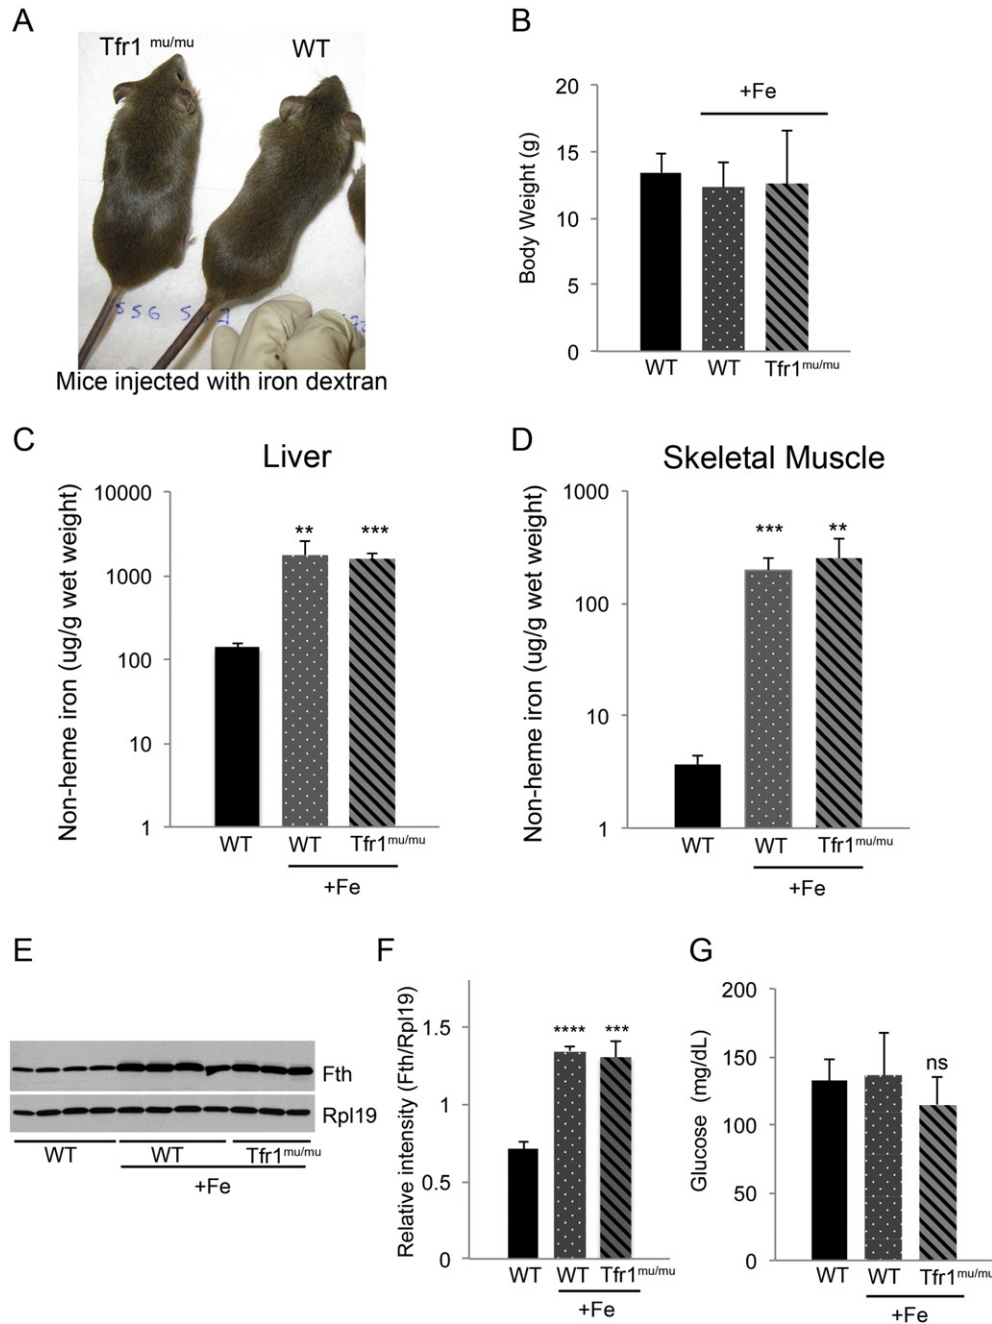 A
Tfr1 mu/mu
WT
556
Mice injected with iron dextran
B
+Fe
Body Weight (g)
20
15
10
5
0
WT
WT
Tfr1mu/mu
C
Liver
Non-heme iron (ug/g wet weight)
10000
1000
100
10
1
**
***
WT
WT
Tfr1mu/mu
+Fe
D
Skeletal Muscle
Non-heme iron (ug/g wet weight)
1000
100
10
1
***
**
WT
WT
Tfr1mu/mu
+Fe
E
Fth
Rpl19
WT
WT
Tfr1mu/mu
+Fe
F
Relative intensity (Fth/Rpl19)
1.5
1
0.5
0
****
***
WT
WT
Tfr1mu/mu
+Fe
G
Glucose (mg/dL)
200
150
100
50
0
ns
WT
WT
Tfr1mu/mu
+Fe